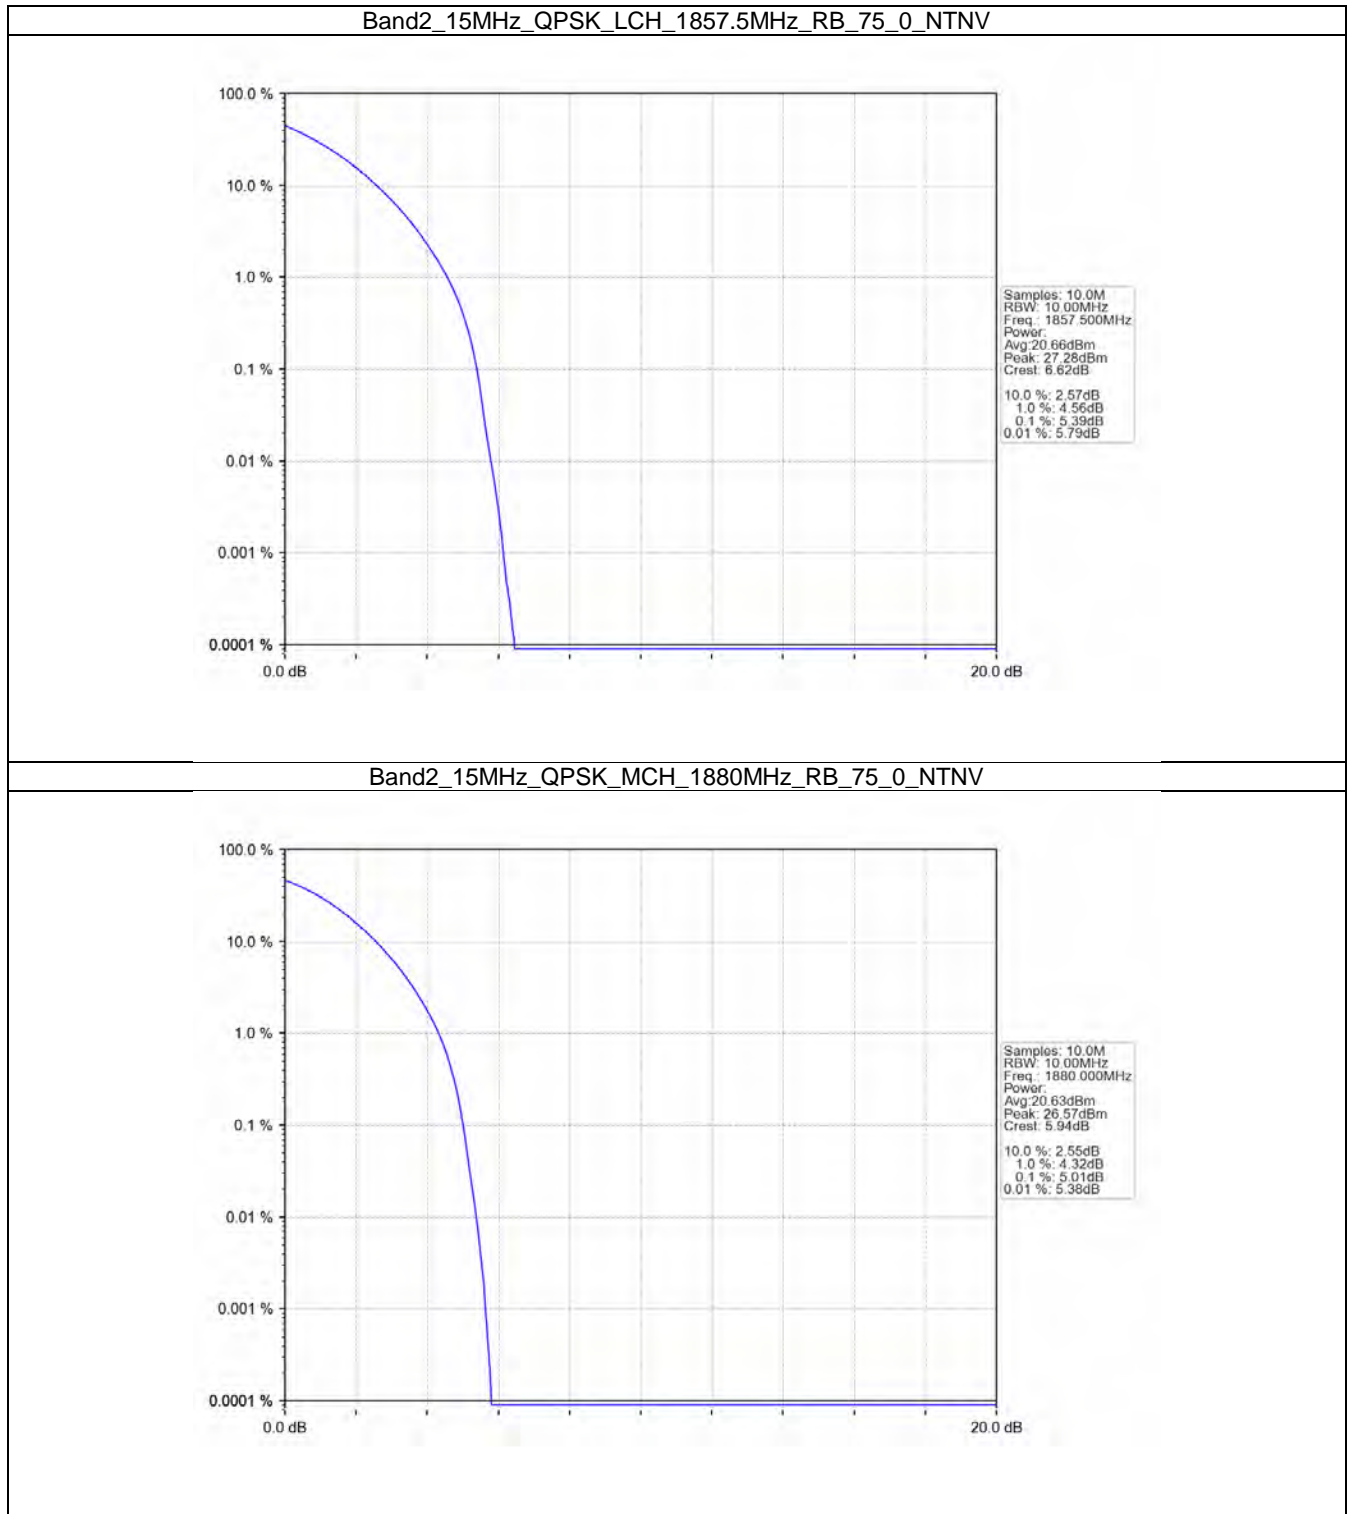 Band2_15MHz_QPSK_LCH_1857.5MHz_RB_75_0_NTNV
100.0 %
10.0 %
1.0 %
0.1 %
0.01 %
0.001 %
0.0001 %
0.0 dB
20.0 dB
Samples: 10.0M
RBW: 10.00MHz
Freq.: 1857.500MHz
Power:
Avg:20.66dBm
Peak: 27.28dBm
Crest: 6.62dB
10.0 %: 2.57dB
1.0 %: 4.56dB
0.1 %: 5.39dB
0.01 %: 5.79dB
Band2_15MHz_QPSK_MCH_1880MHz_RB_75_0_NTNV
100.0 %
10.0 %
1.0 %
0.1 %
0.01 %
0.001 %
0.0001 %
0.0 dB
20.0 dB
Samples: 10.0M
RBW: 10.00MHz
Freq.: 1880.000MHz
Power:
Avg:20.63dBm
Peak: 26.57dBm
Crest: 5.94dB
10.0 %: 2.55dB
1.0 %: 4.32dB
0.1 %: 5.01dB
0.01 %: 5.38dB